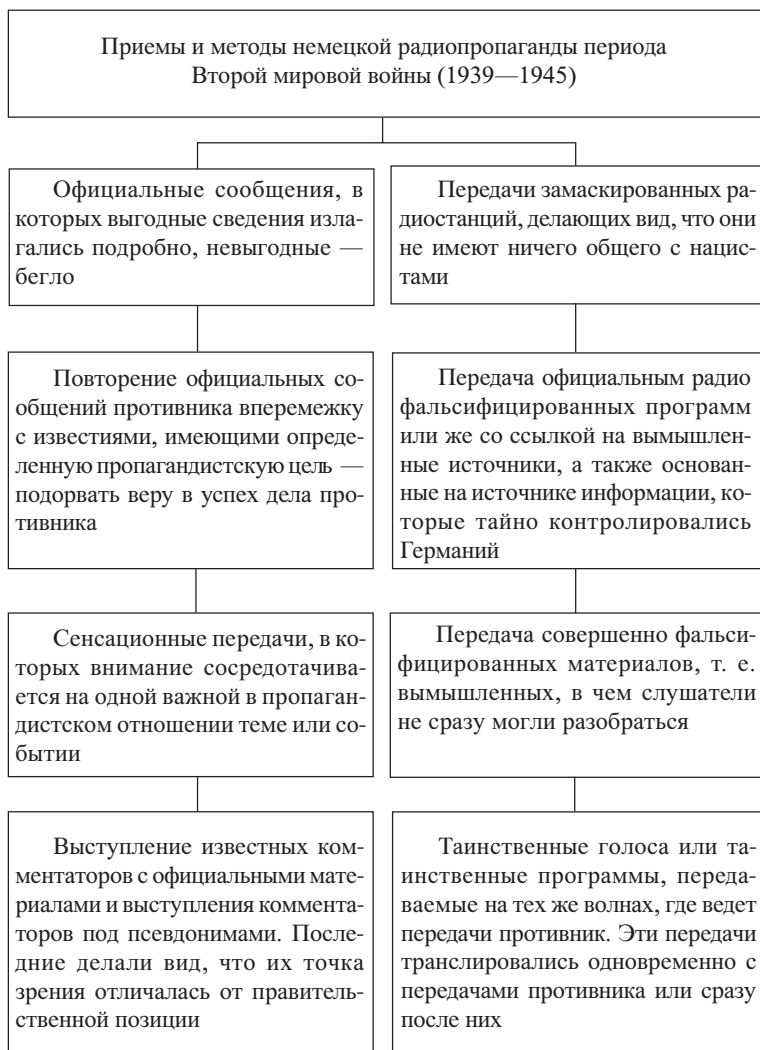 Приемы и методы немецкой радиопропаганды периода
Второй мировой войны (1939—1945)
Официальные сообщения, в
которых выгодные сведения изла-
гались подробно, невыгодные —
бегло
Повторение официальных со-
общений противника вперемежку
с известиями, имеющими опреде-
ленную пропагандистскую цель —
подорвать веру в успех дела про-
тивника
Сенсационные передачи, в ко-
торых внимание сосредотачива-
ется на одной важной в пропаган-
дистском отношении теме или со-
бытии
Выступление известных ком-
ментаторов с официальными мате-
риалами и выступления коммента-
торов под псевдонимами. После-
дние делали вид, что их точка
зрения отличалась от правитель-
ственной позиции
Передачи замаскированных ра-
диостанций, делающих вид, что они
не имеют ничего общего с нацис-
тами
Передача официальным радио
фальсифицированных программ
или же со ссылкой на вымышлен-
ные источники, а также основан-
ные на источнике информации, ко-
торые тайно контролировались
Германий
Передача совершенно фальси-
фицированных материалов, т. е.
вымышленных, в чем слушатели
не сразу могли разобраться
Таинственные голоса или та-
инственные программы, переда-
ваемые на тех же волнах, где ведет
передачи противник. Эти передачи
транслировались одновременно с
передачами противника или сразу
после них